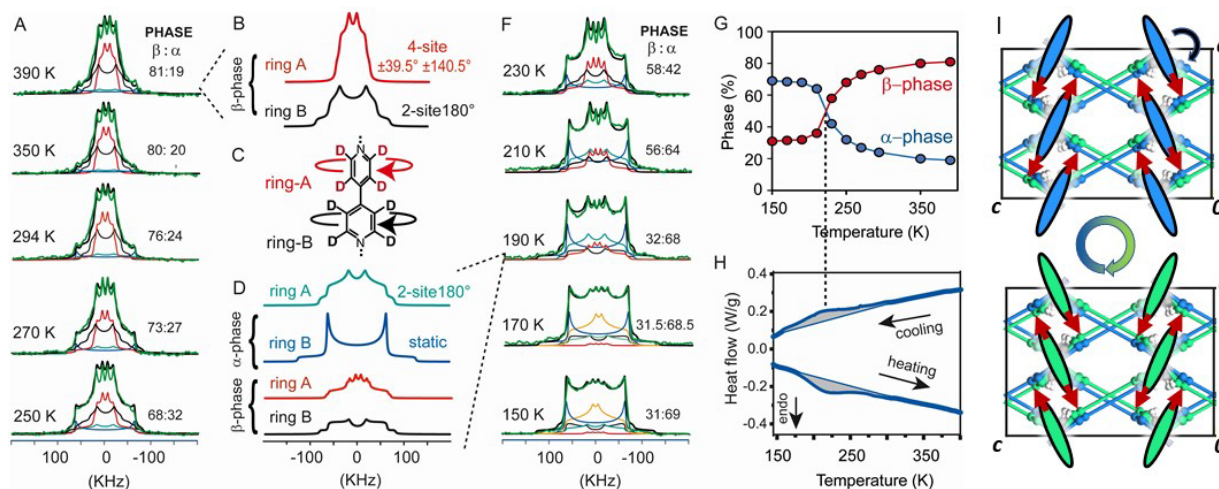 A
PHASE
β : α
390 K
81:19
350 K
80: 20
294 K
76:24
270 K
73:27
250 K
68:32
100 0 -100
(KHz)
B
β-phase
ring A
4-site
±39.5° ±140.5°
ring B
2-site180°
C
N
D D
ring-A
D D
D D
ring-B
D D
N
D
α-phase
ring A
2-site180°
ring B
static
β-phase
ring A
ring B
-100 0 100
(KHz)
F
PHASE
β : α
230 K
58:42
210 K
56:64
190 K
32:68
170 K
31.5:68.5
150 K
31:69
100 0 -100
(KHz)
G
Phase (%)
100
80
60
40
20
0
β−phase
α−phase
150 250 350
Temperature (K)
H
Heat flow (W/g)
0.4
0.2
0.0
-0.2
-0.4
cooling
heating
endo
150 200 250 300 350 400
Temperature (K)
I
c
c